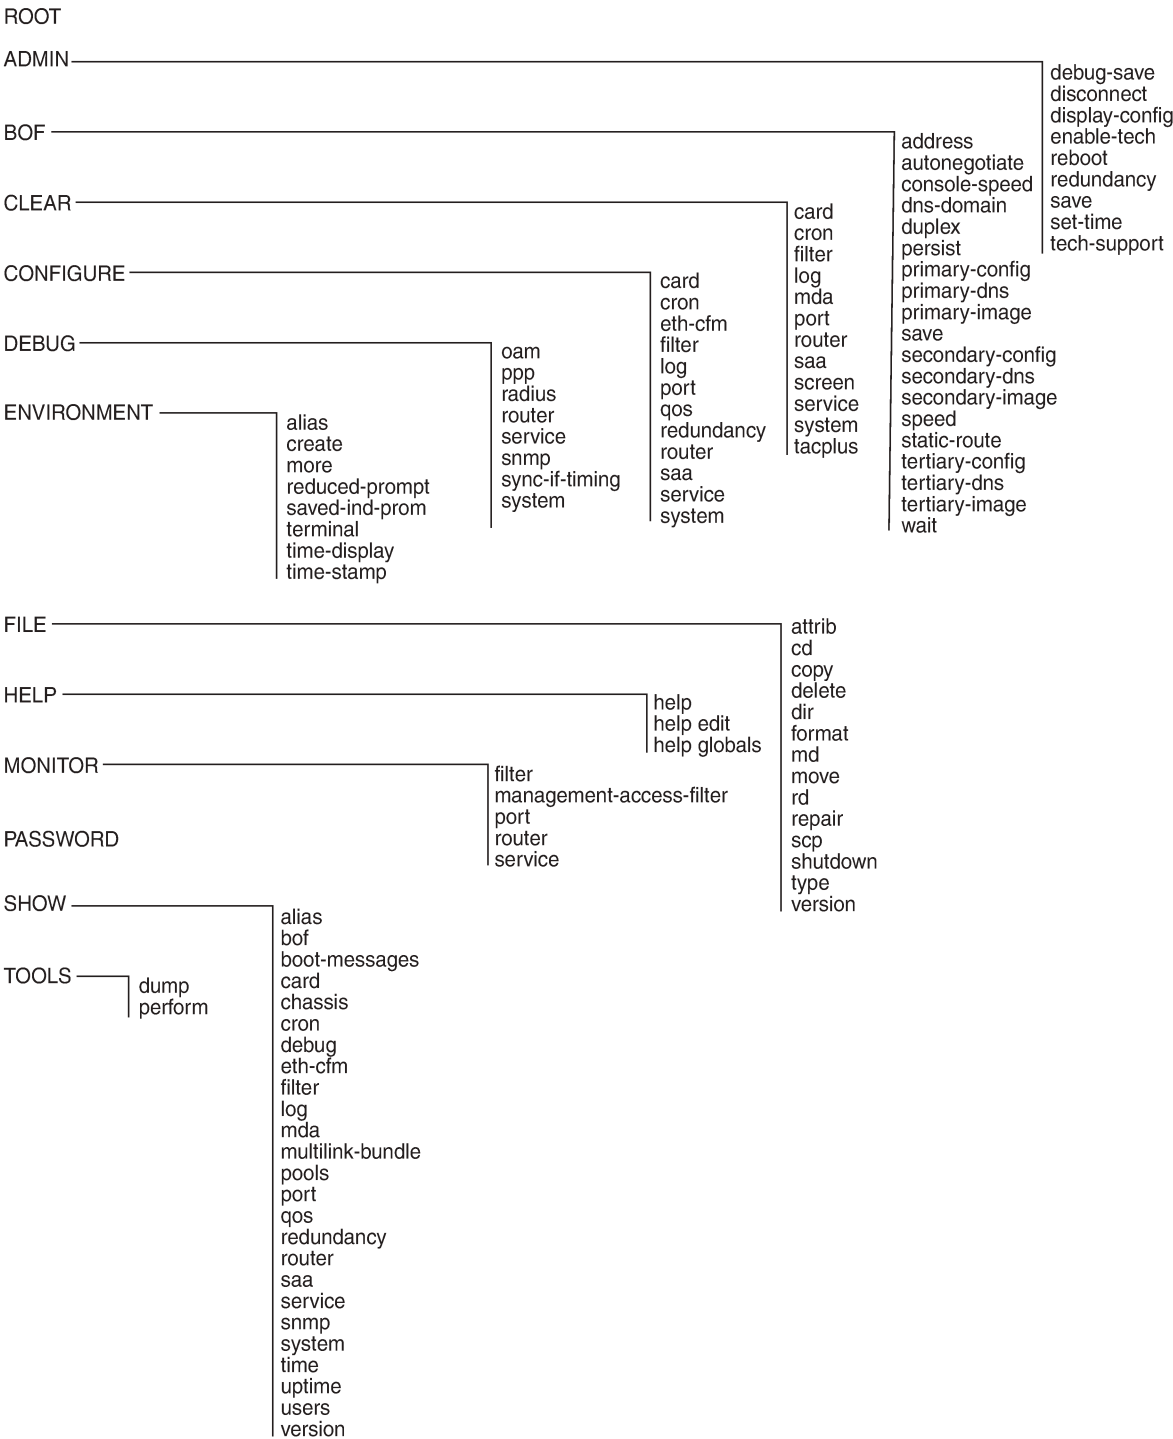 ROOT
ADMIN
debug-save
disconnect
display-config
enable-tech
reboot
redundancy
save
set-time
tech-support
BOF
address
autonegotiate
console-speed
dns-domain
duplex
persist
primary-config
primary-dns
primary-image
save
secondary-config
secondary-dns
secondary-image
speed
static-route
tertiary-config
tertiary-dns
tertiary-image
wait
CLEAR
card
cron
filter
log
mda
port
router
saa
screen
service
system
tacplus
CONFIGURE
card
cron
eth-cfm
filter
log
port
qos
redundancy
router
saa
service
system
DEBUG
oam
ppp
radius
router
service
snmp
sync-if-timing
system
ENVIRONMENT
alias
create
more
reduced-prompt
saved-ind-prom
terminal
time-display
time-stamp
FILE
attrib
cd
copy
delete
dir
format
md
move
rd
repair
scp
shutdown
type
version
HELP
help
help edit
help globals
MONITOR
filter
management-access-filter
port
router
service
PASSWORD
SHOW
alias
bof
boot-messages
card
chassis
cron
debug
eth-cfm
filter
log
mda
multilink-bundle
pools
port
qos
redundancy
router
saa
service
snmp
system
time
uptime
users
version
TOOLS
dump
perform